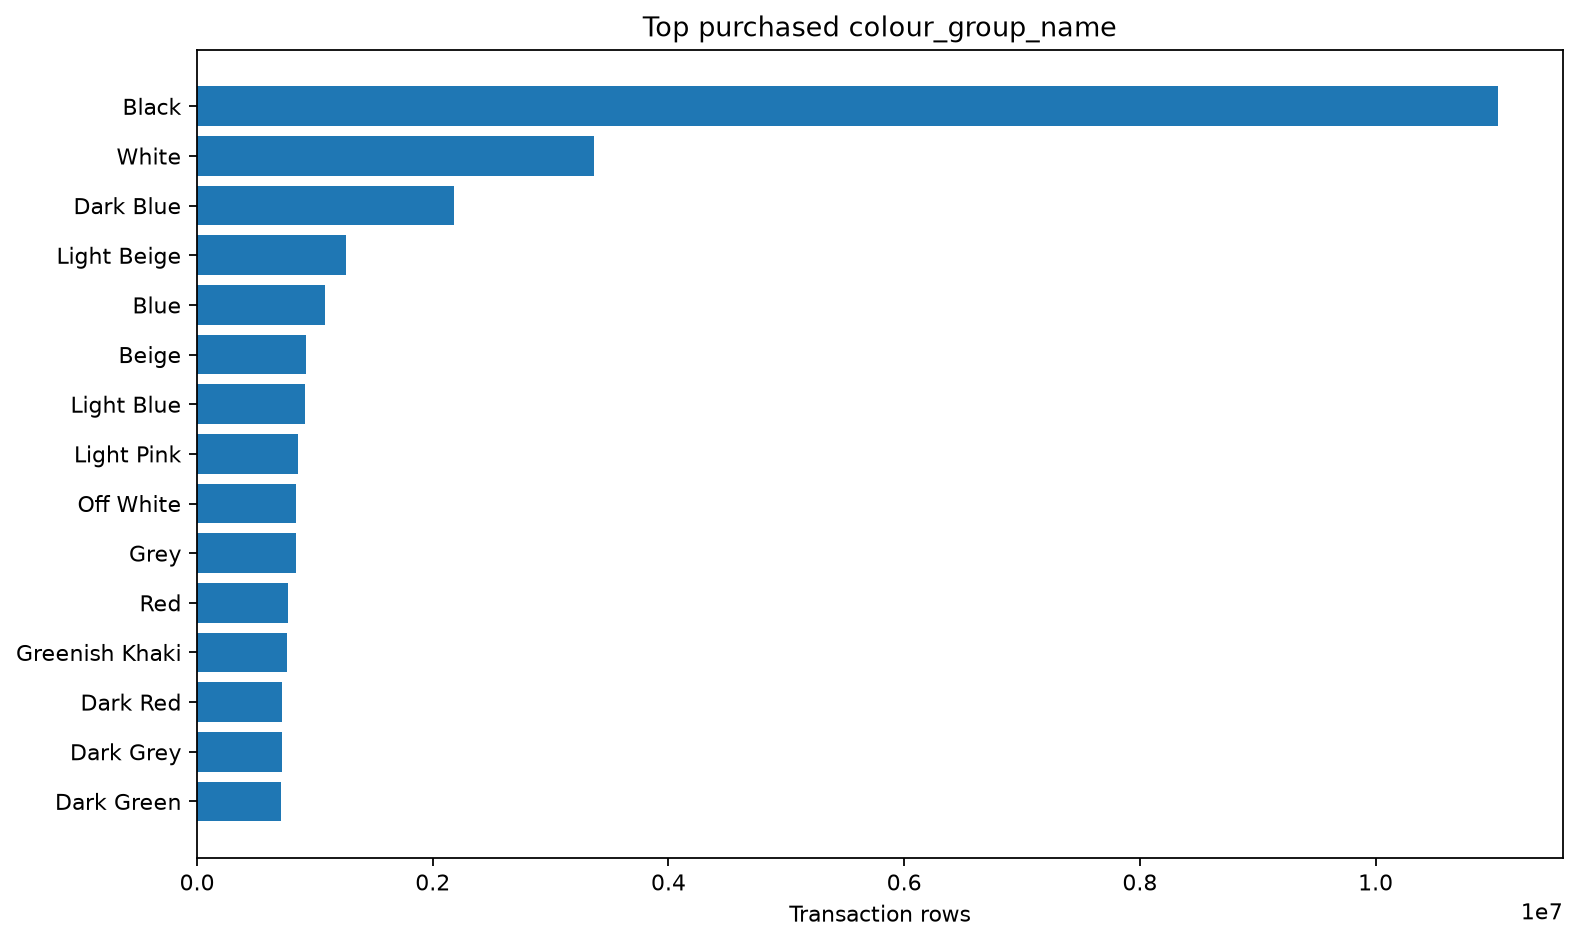 Top purchased colour_group_name
Black
White
Dark Blue
Light Beige
Blue
Beige
Light Blue
Light Pink
Off White
Grey
Red
Greenish Khaki
Dark Red
Dark Grey
Dark Green
0.0 0.2 0.4 0.6 0.8 1.0
Transaction rows
1e7